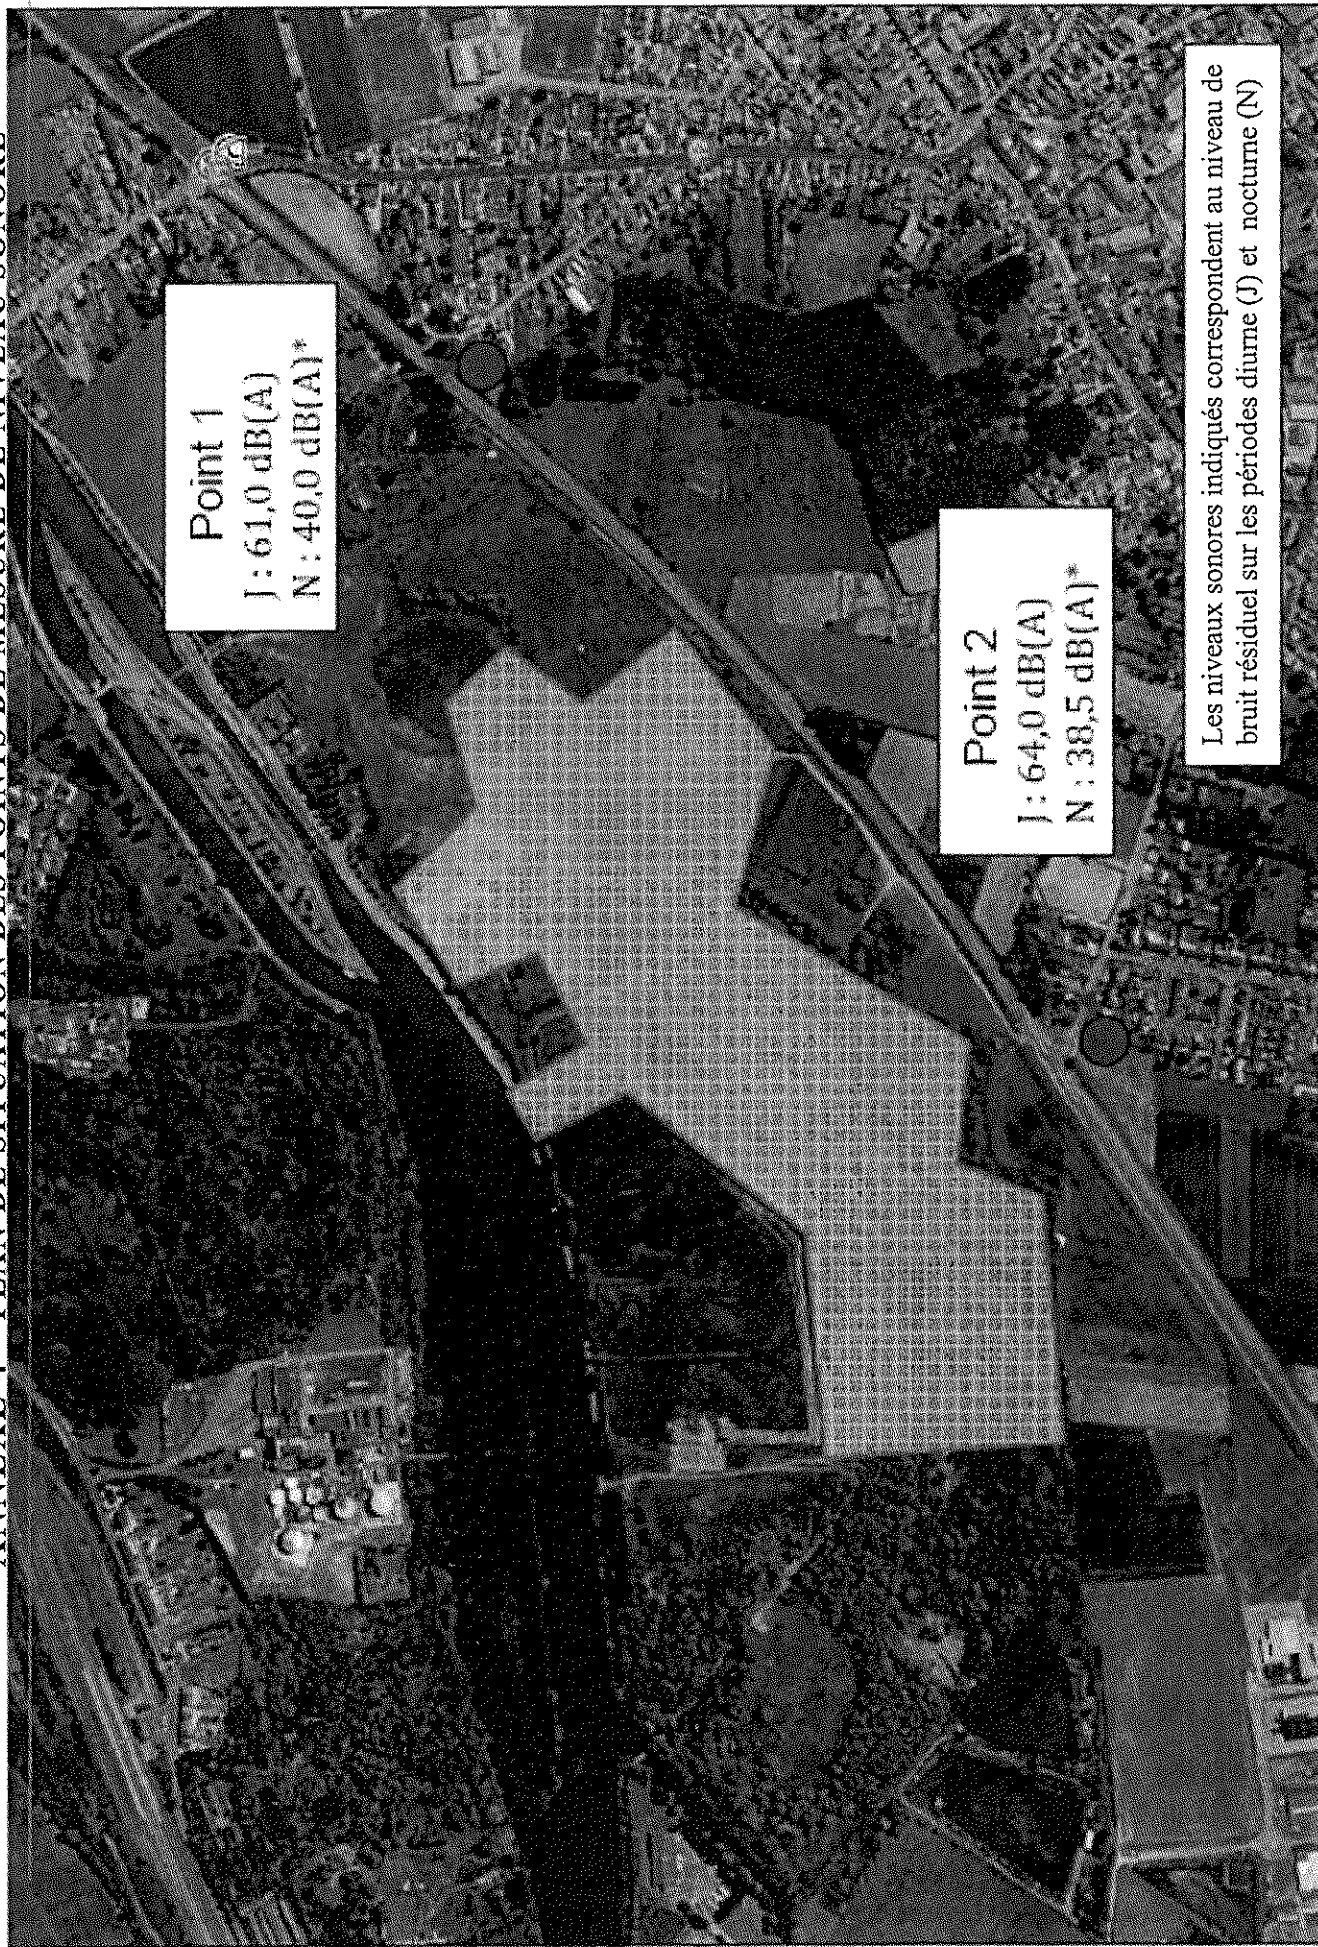 Point 1
J : 61,0 dB(A)
N : 40,0 dB(A)*
Point 2
J : 64,0 dB(A)
N : 38,5 dB(A)*
Les niveaux sonores indiqués correspondent au niveau de
bruit résiduel sur les périodes diurne (J) et nocturne (N)